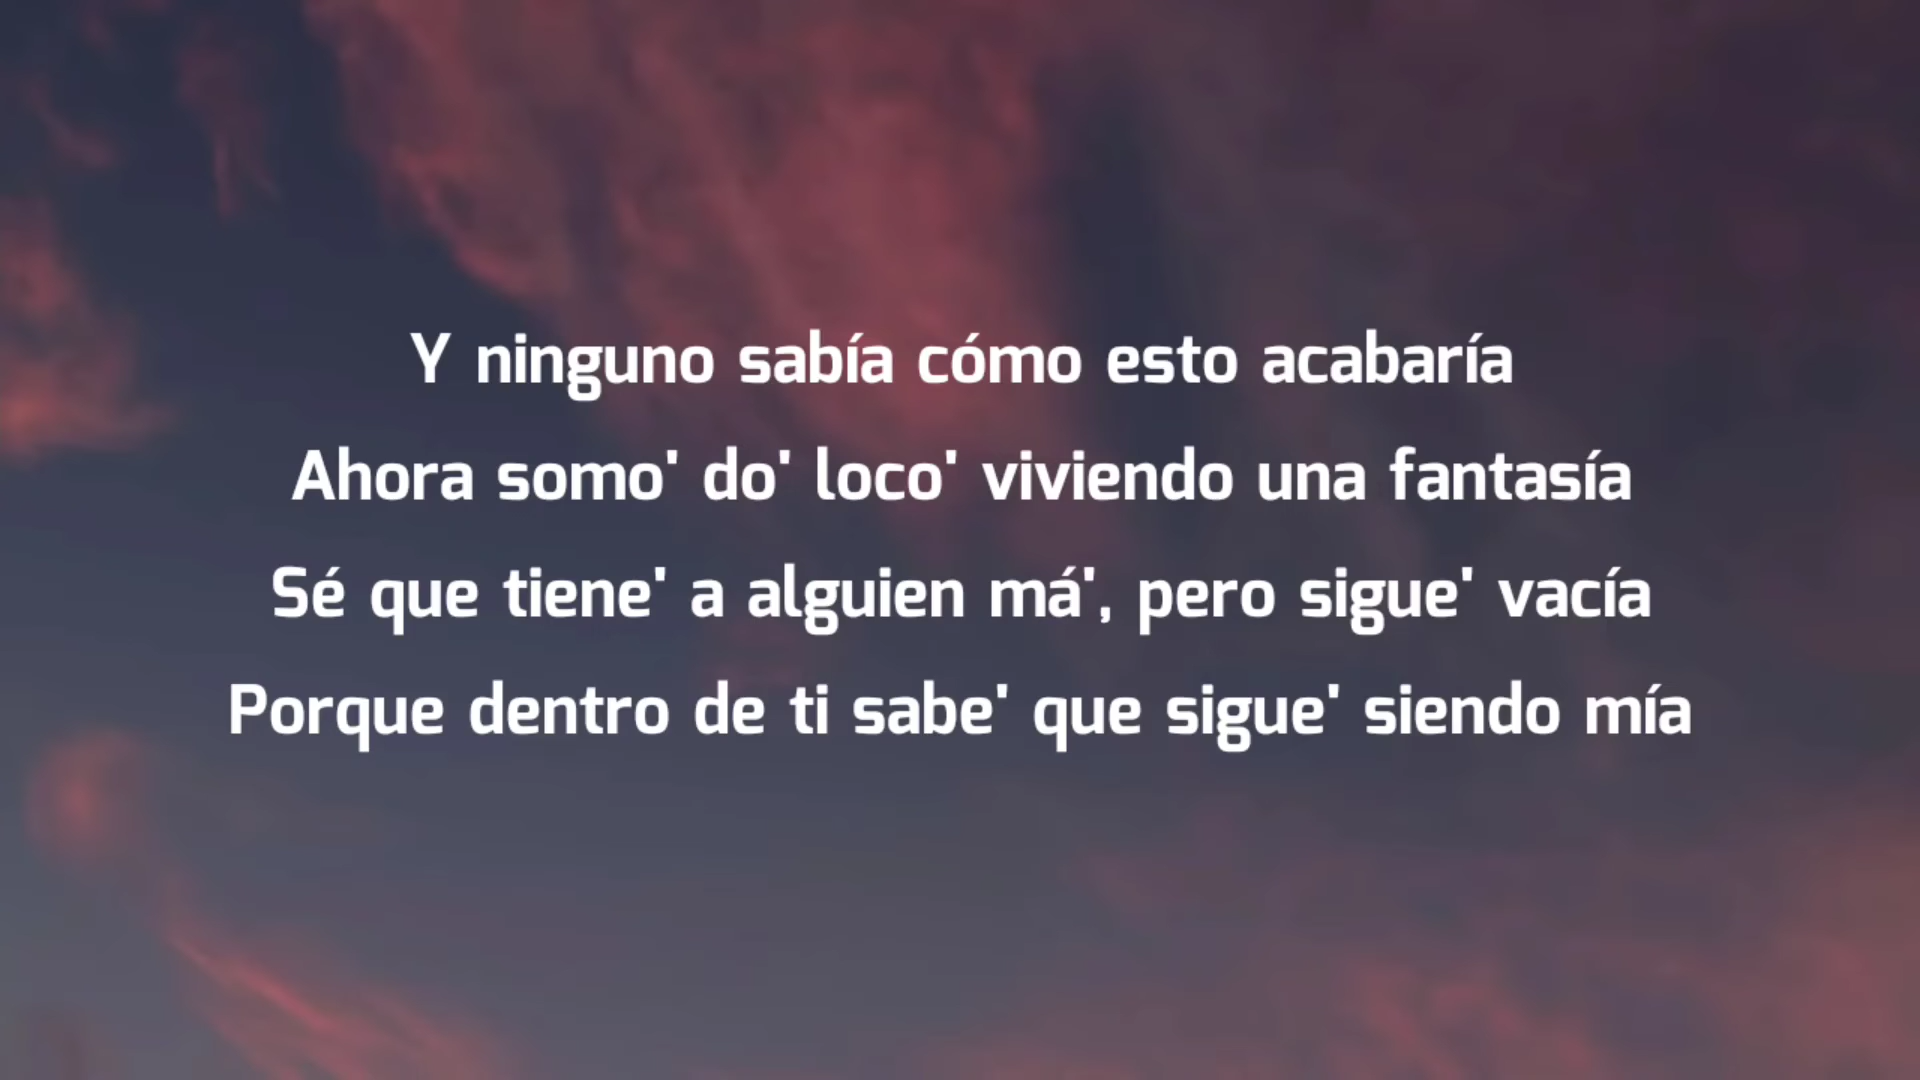 Y ninguno sabía cómo esto acabaría
Ahora somo' do' loco' viviendo una fantasía
Sé que tiene' a alguien má', pero sigue' vacía
Porque dentro de ti sabe' que sigue' siendo mía